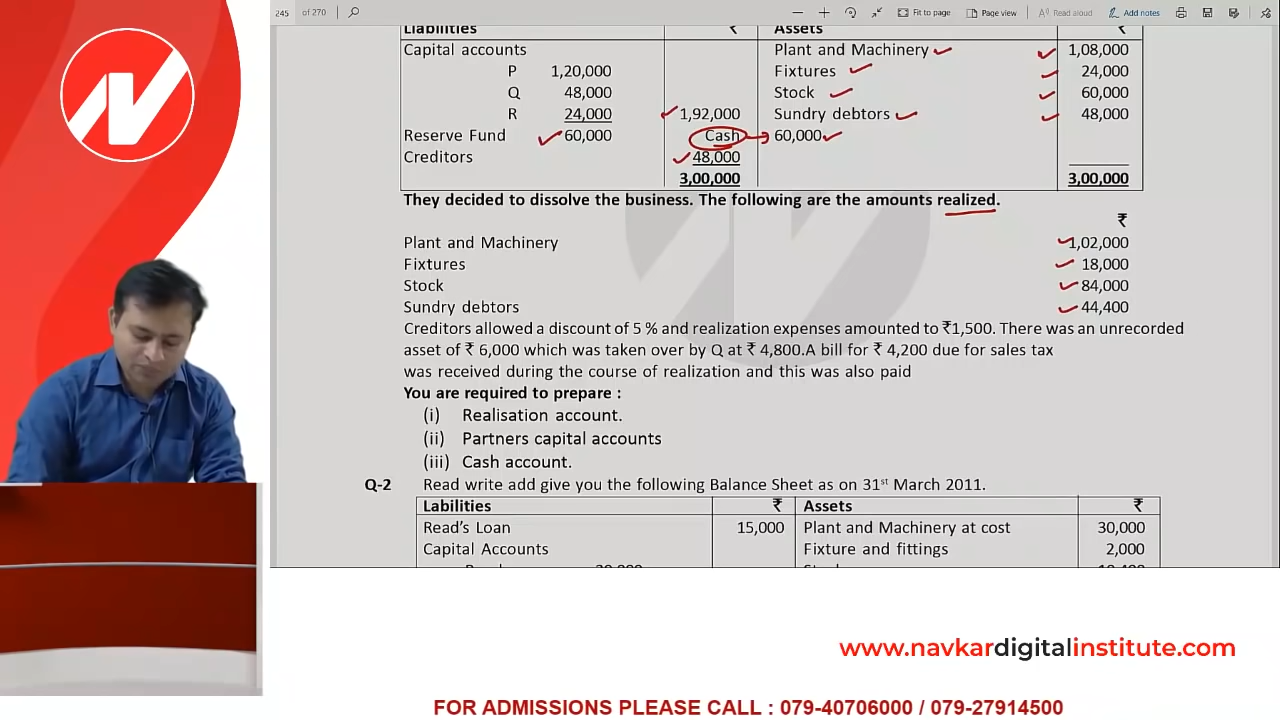 245 of 270 Fit to page Page view Read aloud Add notes
Liabilities ₹ Assets ₹
Capital accounts Plant and Machinery 1,08,000
P 1,20,000 Fixtures 24,000
Q 48,000 Stock 60,000
R 24,000 1,92,000 Sundry debtors 48,000
Reserve Fund 60,000 Cash 60,000
Creditors 48,000
3,00,000 3,00,000
They decided to dissolve the business. The following are the amounts realized.
₹
Plant and Machinery 1,02,000
Fixtures 18,000
Stock 84,000
Sundry debtors 44,400
Creditors allowed a discount of 5 % and realization expenses amounted to ₹1,500. There was an unrecorded
asset of ₹ 6,000 which was taken over by Q at ₹ 4,800.A bill for ₹ 4,200 due for sales tax
was received during the course of realization and this was also paid
You are required to prepare :
(i) Realisation account.
(ii) Partners capital accounts
(iii) Cash account.
Q-2 Read write add give you the following Balance Sheet as on 31st March 2011.
Labilities ₹ Assets ₹
Read's Loan 15,000 Plant and Machinery at cost 30,000
Capital Accounts Fixture and fittings 2,000
www.navkardigitalinstitute.com
FOR ADMISSIONS PLEASE CALL : 079-40706000 / 079-27914500